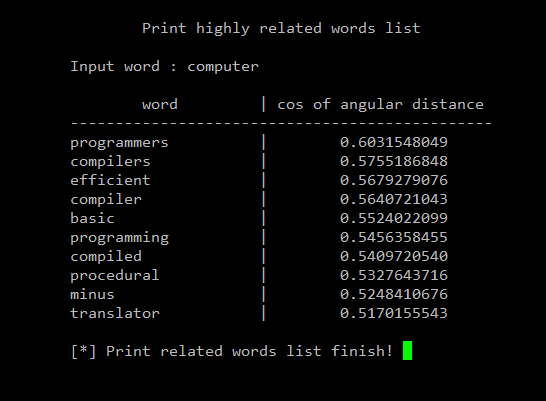 Print highly related words list
Input word : computer
word | cos of angular distance
-----------------------------------------------
programmers | 0.6031548049
compilers | 0.5755186848
efficient | 0.5679279076
compiler | 0.5640721043
basic | 0.5524022099
programming | 0.5456358455
compiled | 0.5409720540
procedural | 0.5327643716
minus | 0.5248410676
translator | 0.5170155543
[*] Print related words list finish!